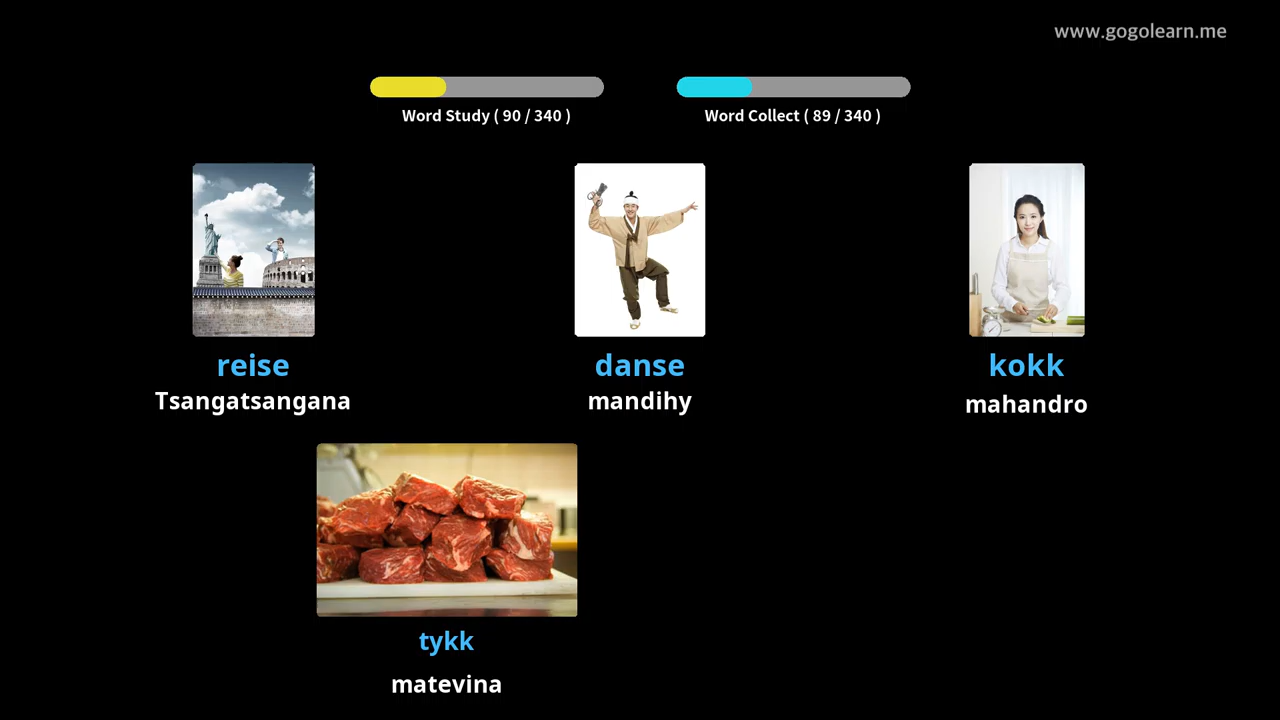 www.gogolearn.me
Word Study ( 90 / 340 )
Word Collect ( 89 / 340 )
reise
Tsangatsangana
danse
mandihy
kokk
mahandro
tykk
matevina